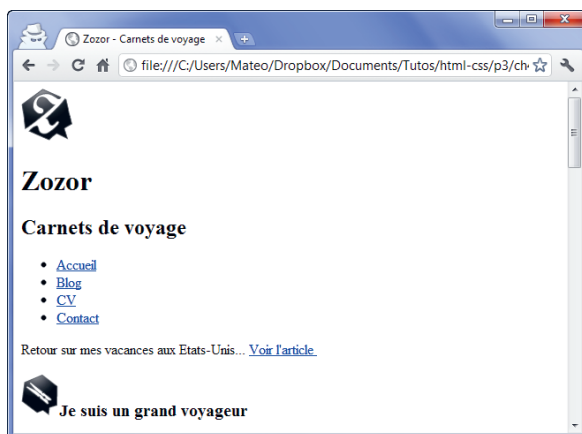 Zozor - Carnets de voyage
file:///C:/Users/Mateo/Dropbox/Documents/Tutos/html-css/p3/ch
Zozor
Carnets de voyage
Accueil
Blog
CV
Contact
Retour sur mes vacances aux Etats-Unis... Voir l'article
Je suis un grand voyageur